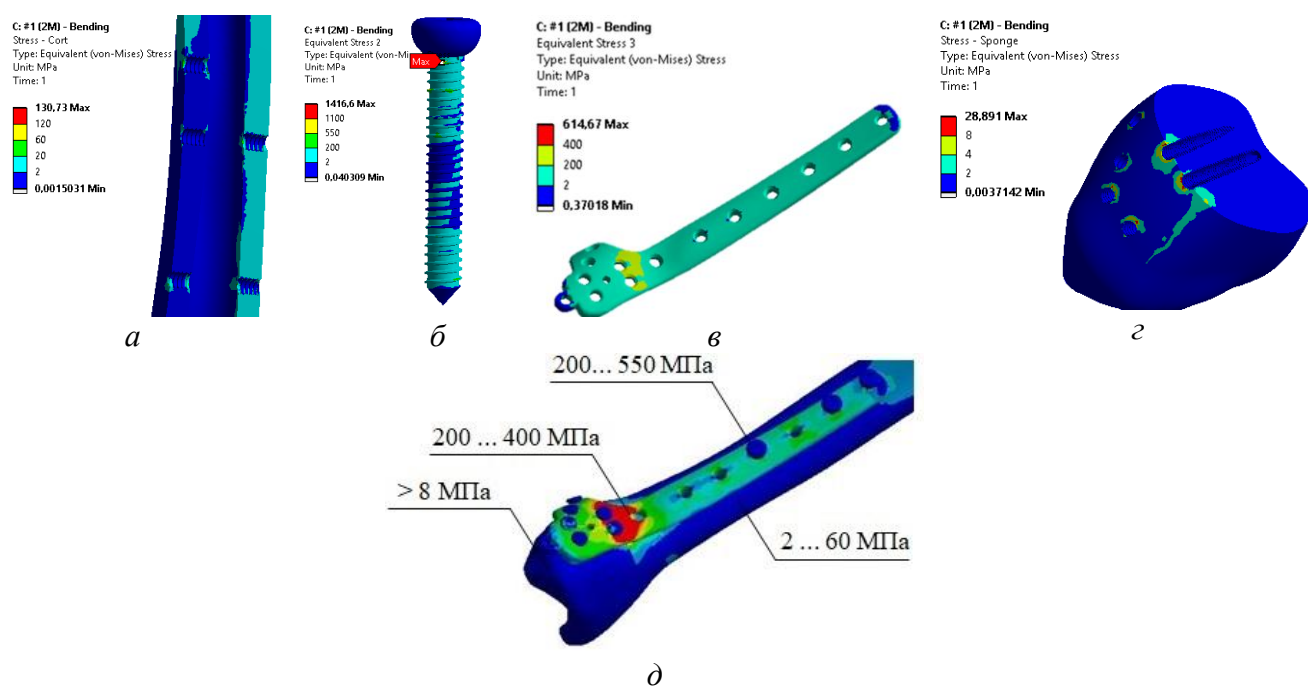 C: #1 (2M) - Bending
Stress - Cort
Type: Equivalent (von-Mises) Stress
Unit: MPa
Time: 1
130,73 Max
120
60
20
2
0,0015031 Min
а
C: #1 (2M) - Bending
Equivalent Stress 2
Type: Equivalent (von-Mi
Unit: MPa
Time: 1
Max
1416,6 Max
1100
550
200
2
0,040309 Min
б
C: #1 (2M) - Bending
Equivalent Stress 3
Type: Equivalent (von-Mises) Stress
Unit: MPa
Time: 1
614,67 Max
400
200
2
0,37018 Min
в
C: #1 (2M) - Bending
Stress - Sponge
Type: Equivalent (von-Mises) Stress
Unit: MPa
Time: 1
28,891 Max
8
4
2
0,0037142 Min
г
200... 550 МПа
200 ... 400 МПа
> 8 МПа
2 ... 60 МПа
д